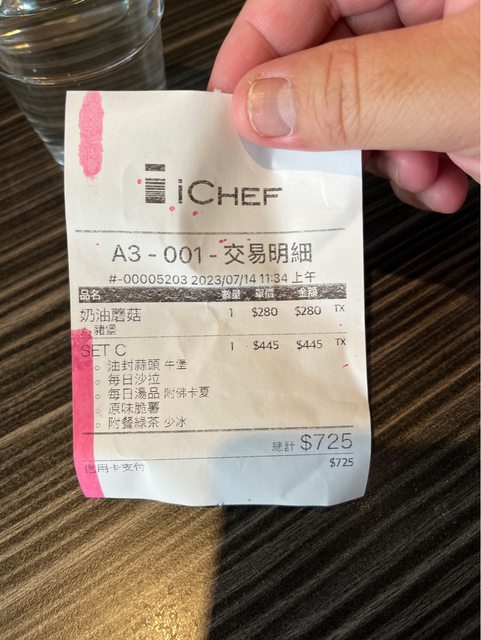 iCHEF
A3 - 001 - 交易明細
#-00005203 2023/07/14 11:34 上午
品名 數量 單價 金額
奶油蘑菇 1 $280 $280 TX
豬堡
SET C 1 $445 $445 TX
油封蒜頭 牛堡
每日沙拉
每日湯品 附佛卡夏
原味脆薯
附餐綠茶 少冰
總計 $725
信用卡支付 $725